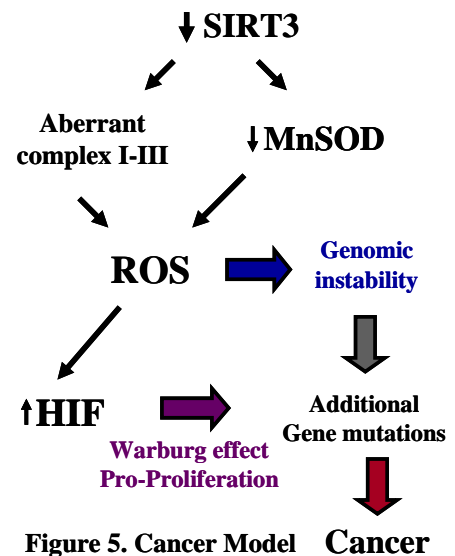 ↓ SIRT3
Aberrant
complex I-III
↓MnSOD
ROS
Genomic
instability
↑HIF
Warburg effect
Pro-Proliferation
Additional
Gene mutations
Figure 5. Cancer Model
Cancer